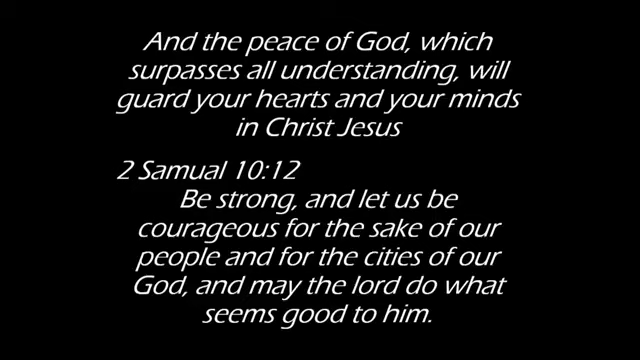 And the peace of God, which
surpasses all understanding, will
guard your hearts and your minds
in Christ Jesus
2 Samual 10:12
Be strong, and let us be
courageous for the sake of our
people and for the cities of our
God, and may the lord do what
seems good to him.